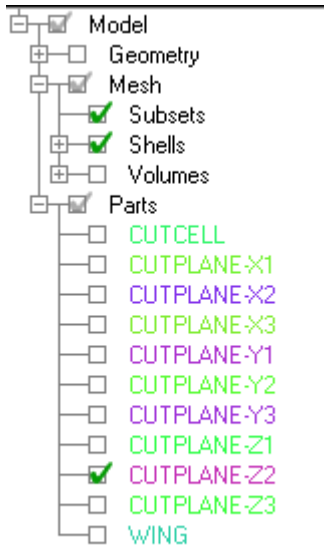 Model
Geometry
Mesh
Subsets
Shells
Volumes
Parts
CUTCELL
CUTPLANE-X1
CUTPLANE-X2
CUTPLANE-X3
CUTPLANE-Y1
CUTPLANE-Y2
CUTPLANE-Y3
CUTPLANE-Z1
CUTPLANE-Z2
CUTPLANE-Z3
WING